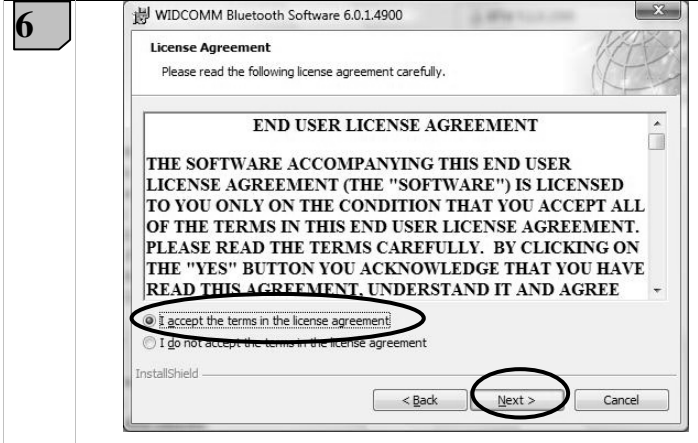 6
WIDCOMM Bluetooth Software 6.0.1.4900
License Agreement
Please read the following license agreement carefully.
END USER LICENSE AGREEMENT
THE SOFTWARE ACCOMPANYING THIS END USER
LICENSE AGREEMENT (THE "SOFTWARE") IS LICENSED
TO YOU ONLY ON THE CONDITION THAT YOU ACCEPT ALL
OF THE TERMS IN THIS END USER LICENSE AGREEMENT.
PLEASE READ THE TERMS CAREFULLY.  BY CLICKING ON
THE "YES" BUTTON YOU ACKNOWLEDGE THAT YOU HAVE
READ THIS AGREEMENT, UNDERSTAND IT AND AGREE
I accept the terms in the license agreement
I do not accept the terms in the license agreement
InstallShield
< Back Next > Cancel